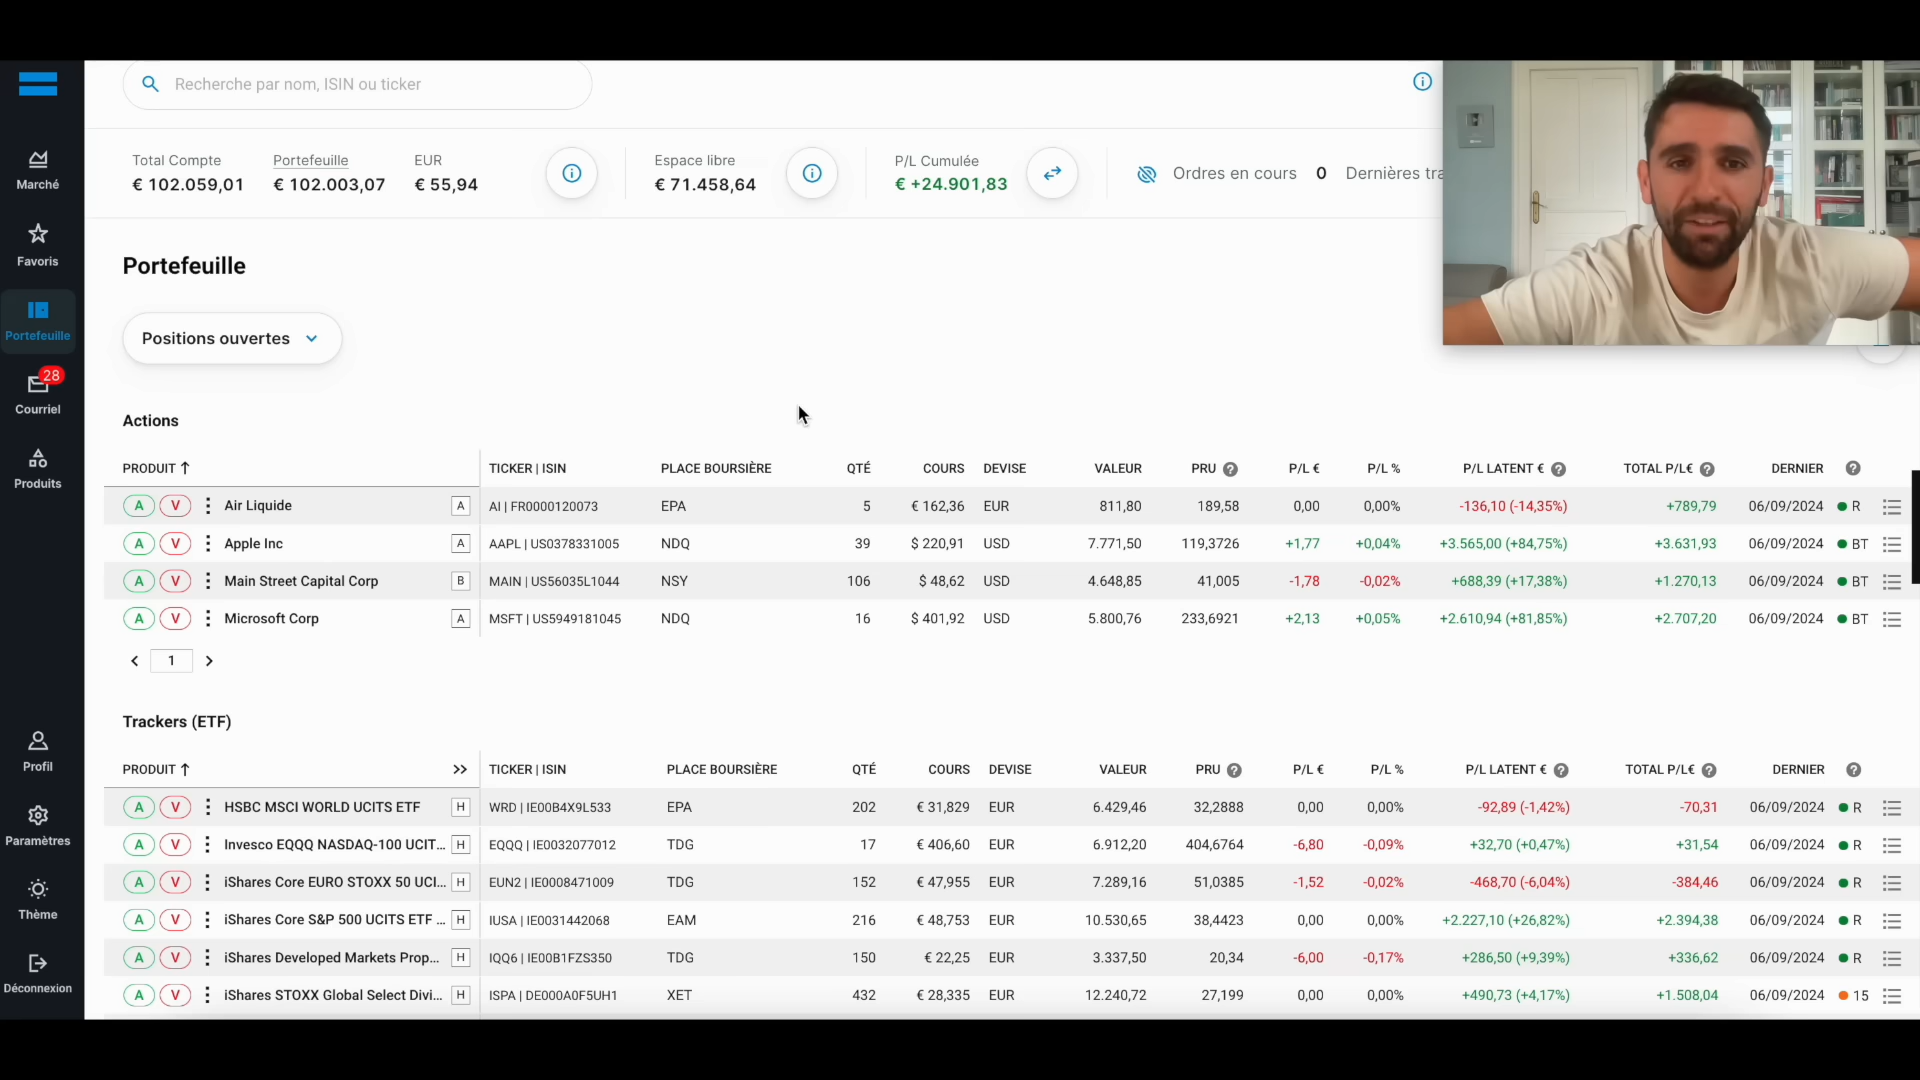 Recherche par nom, ISIN ou ticker
Total Compte Portefeuille EUR Espace libre P/L Cumulée
€ 102.059,01 € 102.003,07 € 55,94 € 71.458,64 € +24.901,83 Ordres en cours 0 Dernières tra
Marché
Favoris
Portefeuille
28
Courriel
Produits
Profil
Paramètres
Thème
Déconnexion
Portefeuille
Positions ouvertes
Actions
PRODUIT ↑ TICKER | ISIN PLACE BOURSIÈRE QTÉ COURS DEVISE VALEUR PRU ? P/L € P/L % P/L LATENT € ? TOTAL P/L€ ? DERNIER ?
A V Air Liquide A AI | FR0000120073 EPA 5 € 162,36 EUR 811,80 189,58 0,00 0,00% -136,10 (-14,35%) +789,79 06/09/2024 R
A V Apple Inc A AAPL | US0378331005 NDQ 39 $ 220,91 USD 7.771,50 119,3726 +1,77 +0,04% +3.565,00 (+84,75%) +3.631,93 06/09/2024 BT
A V Main Street Capital Corp B MAIN | US56035L1044 NSY 106 $ 48,62 USD 4.648,85 41,005 -1,78 -0,02% +688,39 (+17,38%) +1.270,13 06/09/2024 BT
A V Microsoft Corp A MSFT | US5949181045 NDQ 16 $ 401,92 USD 5.800,76 233,6921 +2,13 +0,05% +2.610,94 (+81,85%) +2.707,20 06/09/2024 BT
< 1 >
Trackers (ETF)
PRODUIT ↑ >> TICKER | ISIN PLACE BOURSIÈRE QTÉ COURS DEVISE VALEUR PRU ? P/L € P/L % P/L LATENT € ? TOTAL P/L€ ? DERNIER ?
A V HSBC MSCI WORLD UCITS ETF H WRD | IE00B4X9L533 EPA 202 € 31,829 EUR 6.429,46 32,2888 0,00 0,00% -92,89 (-1,42%) -70,31 06/09/2024 R
A V Invesco EQQQ NASDAQ-100 UCIT... H EQQQ | IE0032077012 TDG 17 € 406,60 EUR 6.912,20 404,6764 -6,80 -0,09% +32,70 (+0,47%) +31,54 06/09/2024 R
A V iShares Core EURO STOXX 50 UCI... H EUN2 | IE0008471009 TDG 152 € 47,955 EUR 7.289,16 51,0385 -1,52 -0,02% -468,70 (-6,04%) -384,46 06/09/2024 R
A V iShares Core S&P 500 UCITS ETF ... H IUSA | IE0031442068 EAM 216 € 48,753 EUR 10.530,65 38,4423 0,00 0,00% +2.227,10 (+26,82%) +2.394,38 06/09/2024 R
A V iShares Developed Markets Prop... H IQQ6 | IE00B1FZS350 TDG 150 € 22,25 EUR 3.337,50 20,34 -6,00 -0,17% +286,50 (+9,39%) +336,62 06/09/2024 R
A V iShares STOXX Global Select Divi... H ISPA | DE000A0F5UH1 XET 432 € 28,335 EUR 12.240,72 27,199 0,00 0,00% +490,73 (+4,17%) +1.508,04 06/09/2024 15